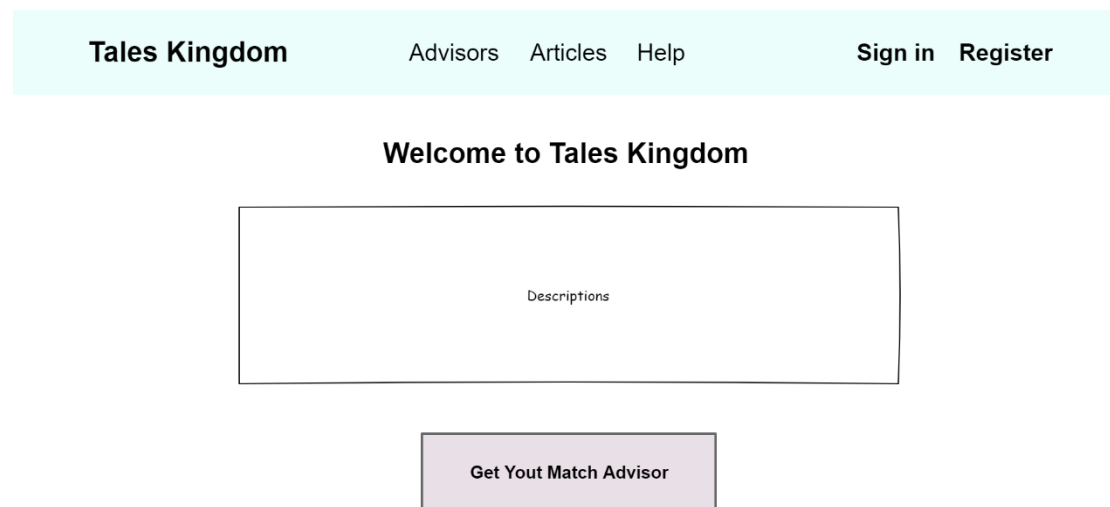 Tales Kingdom Advisors Articles Help Sign in Register
Welcome to Tales Kingdom
Descriptions
Get Yout Match Advisor